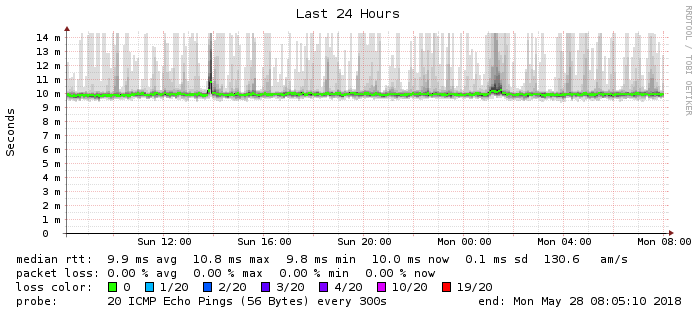 Last 24 Hours
RRDTOOL / TOBI OETIKER
Seconds
14 m
13 m
12 m
11 m
10 m
9 m
8 m
7 m
6 m
5 m
4 m
3 m
2 m
1 m
0
Sun 12:00 Sun 16:00 Sun 20:00 Mon 00:00 Mon 04:00 Mon 08:00
median rtt: 9.9 ms avg 10.8 ms max 9.8 ms min 10.0 ms now 0.1 ms sd 130.6 am/s
packet loss: 0.00 % avg 0.00 % max 0.00 % min 0.00 % now
loss color: 0 1/20 2/20 3/20 4/20 10/20 19/20
probe: 20 ICMP Echo Pings (56 Bytes) every 300s end: Mon May 28 08:05:10 2018